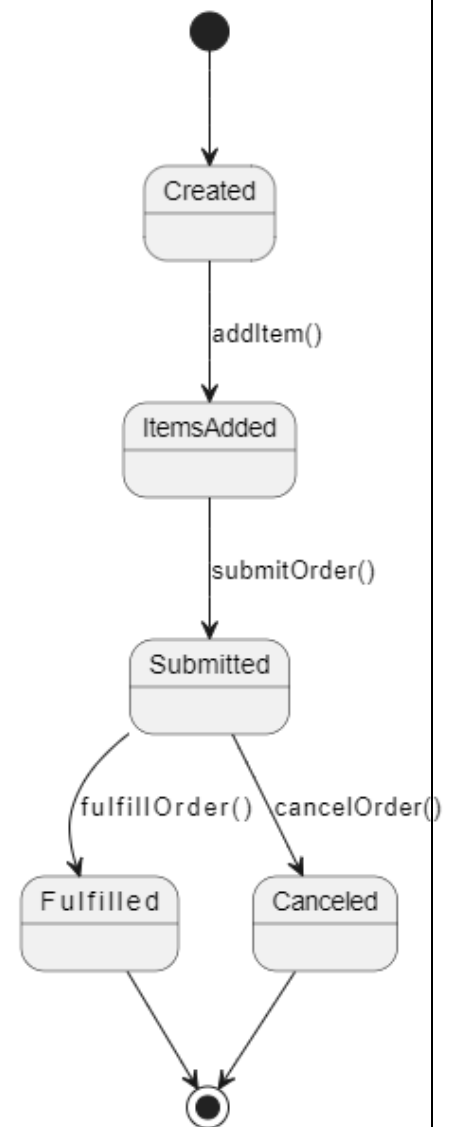 Created
addItem()
ItemsAdded
submitOrder()
Submitted
fulfillOrder() cancelOrder()
Fulfilled Canceled